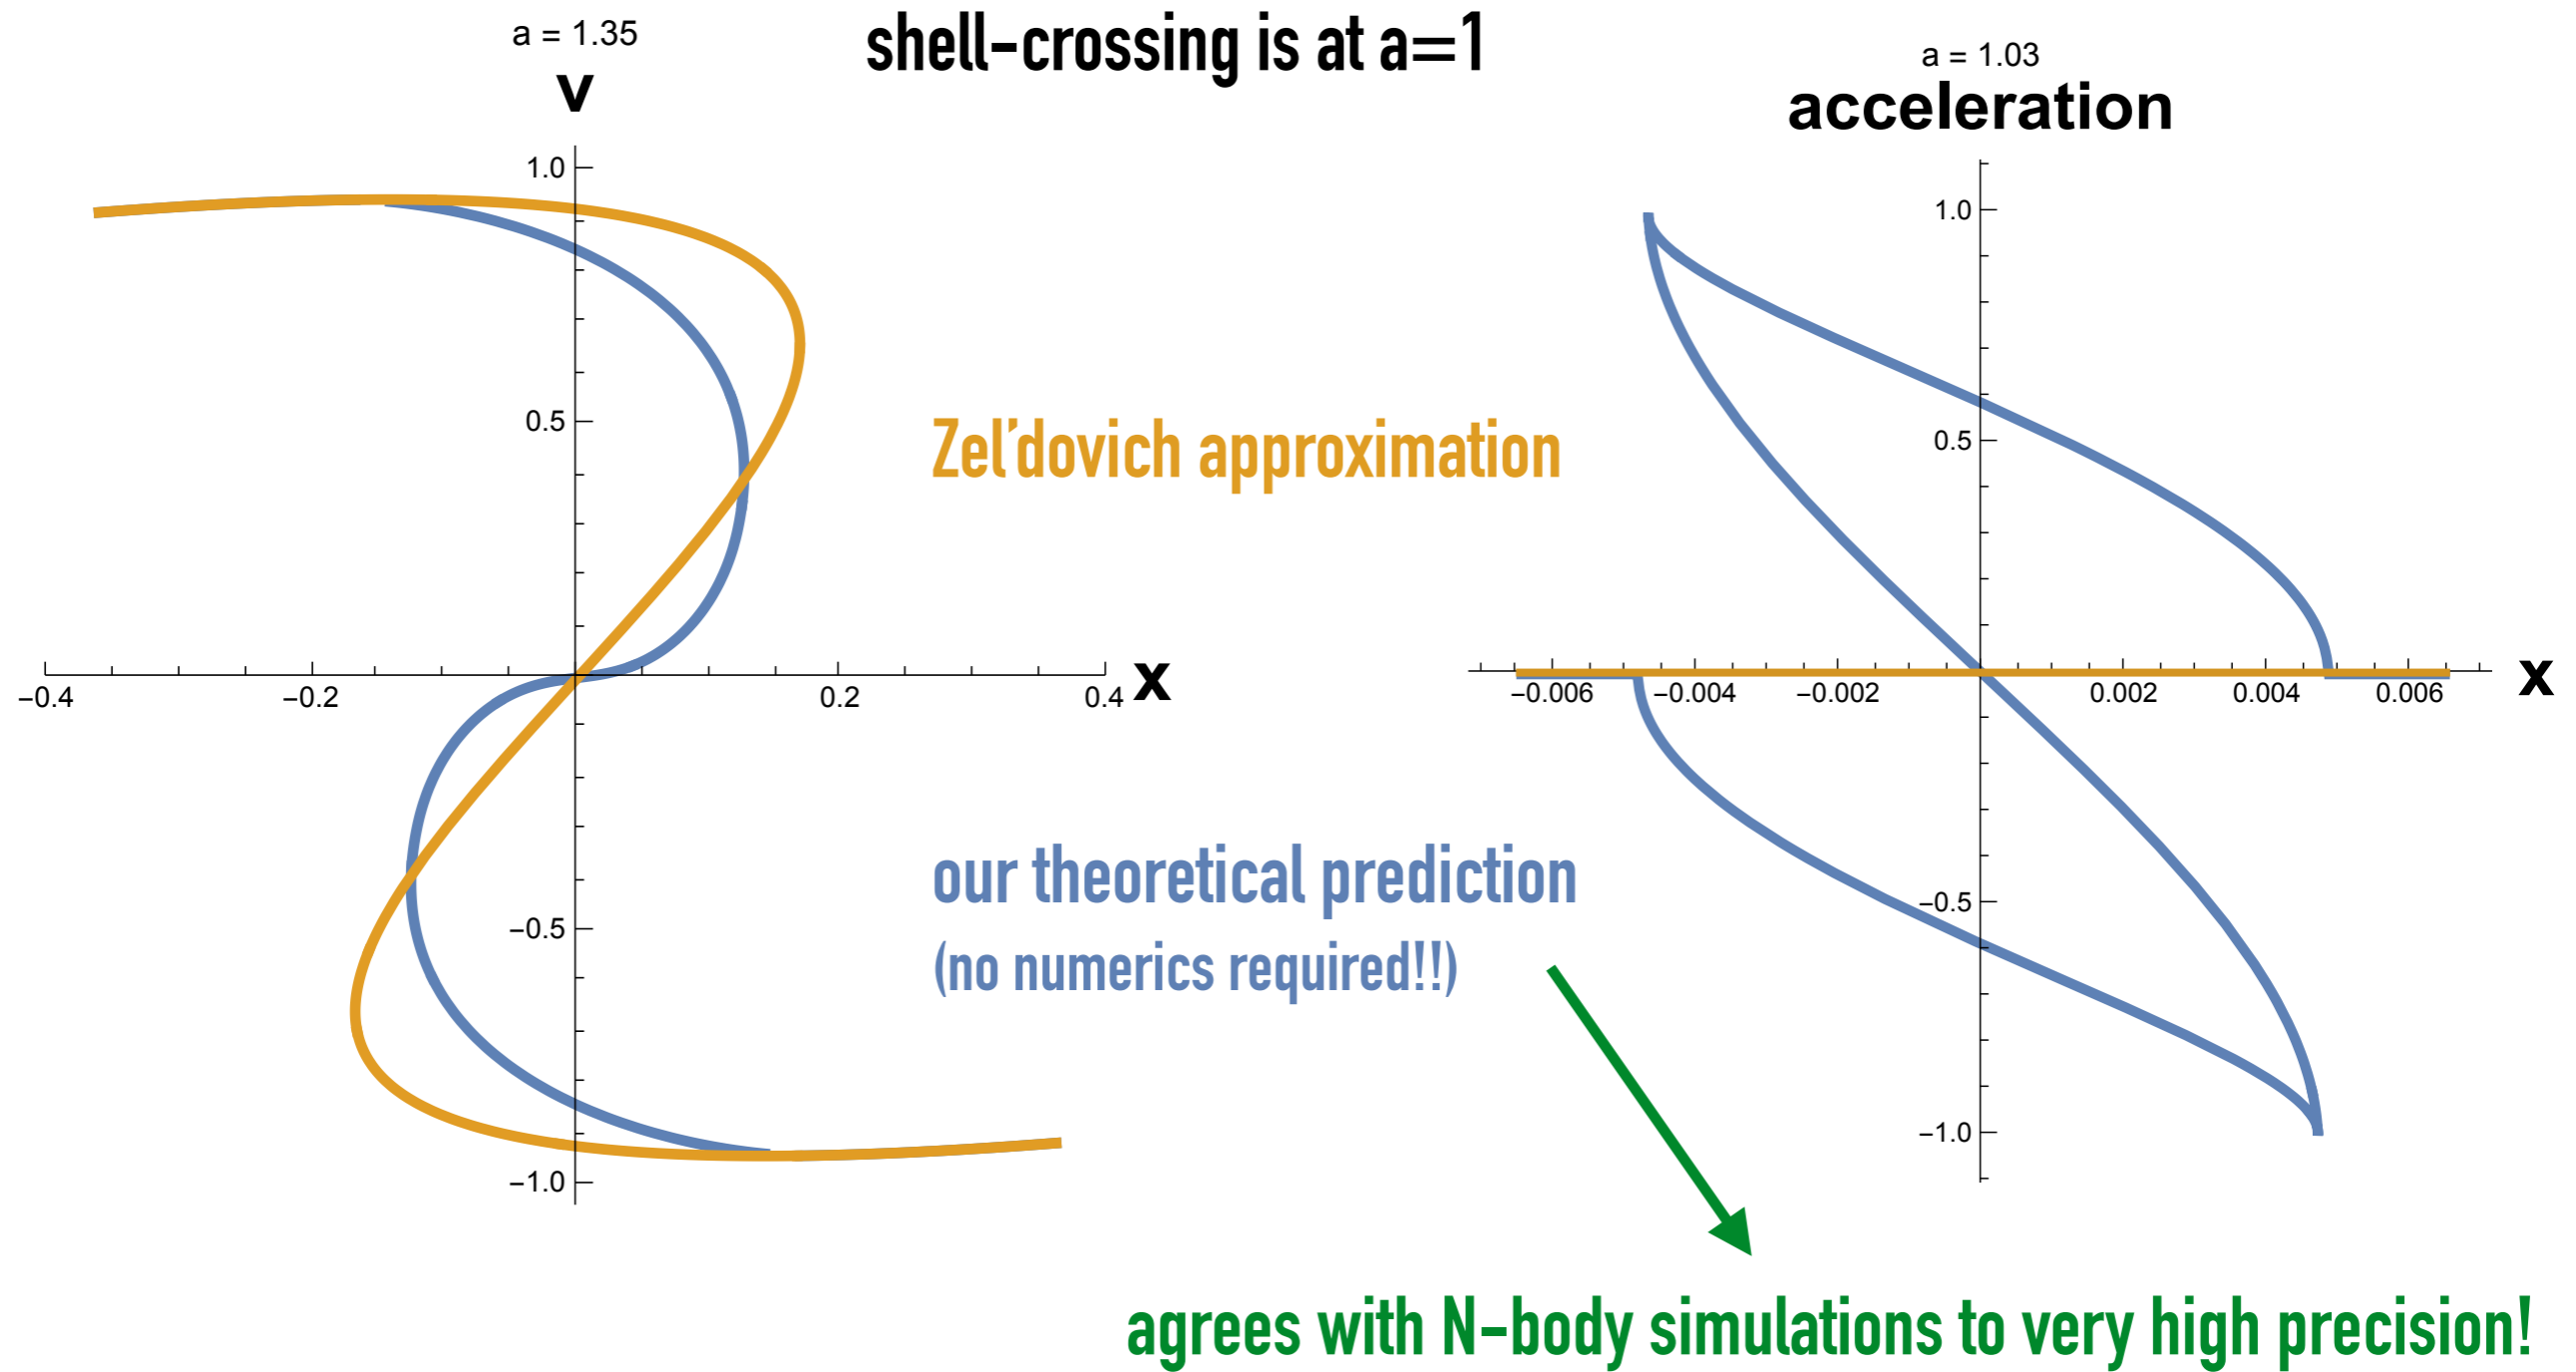 shell-crossing is at a=1
a = 1.35
v
1.0
0.5
−0.4
−0.2
0.2
0.4
x
−0.5
−1.0
Zel’dovich approximation
our theoretical prediction
(no numerics required!!)
a = 1.03
acceleration
1.0
0.5
−0.006
−0.004
−0.002
0.002
0.004
0.006
x
−0.5
−1.0
agrees with N-body simulations to very high precision!